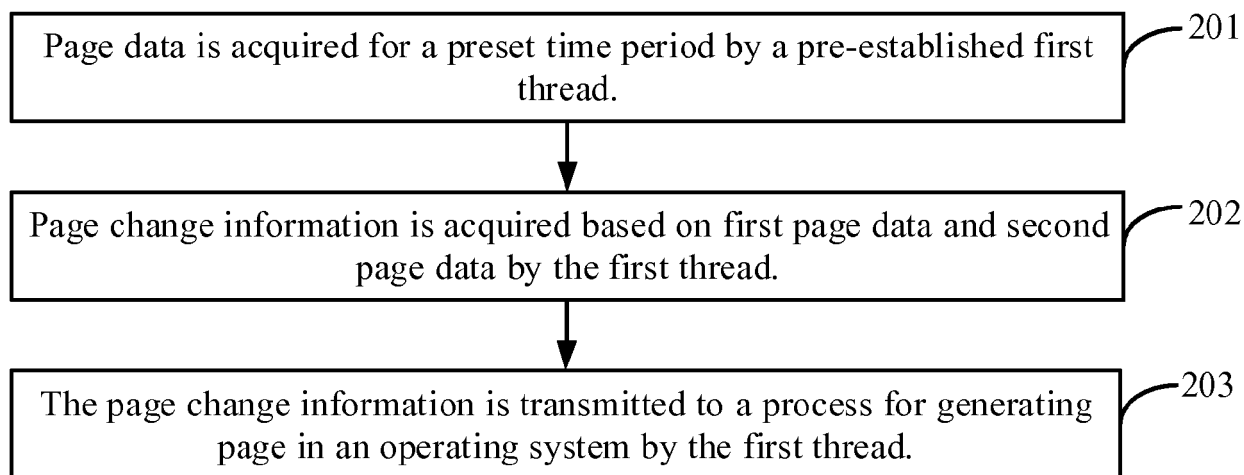 Page data is acquired for a preset time period by a pre-established first
thread.
201
Page change information is acquired based on first page data and second
page data by the first thread.
202
The page change information is transmitted to a process for generating
page in an operating system by the first thread.
203